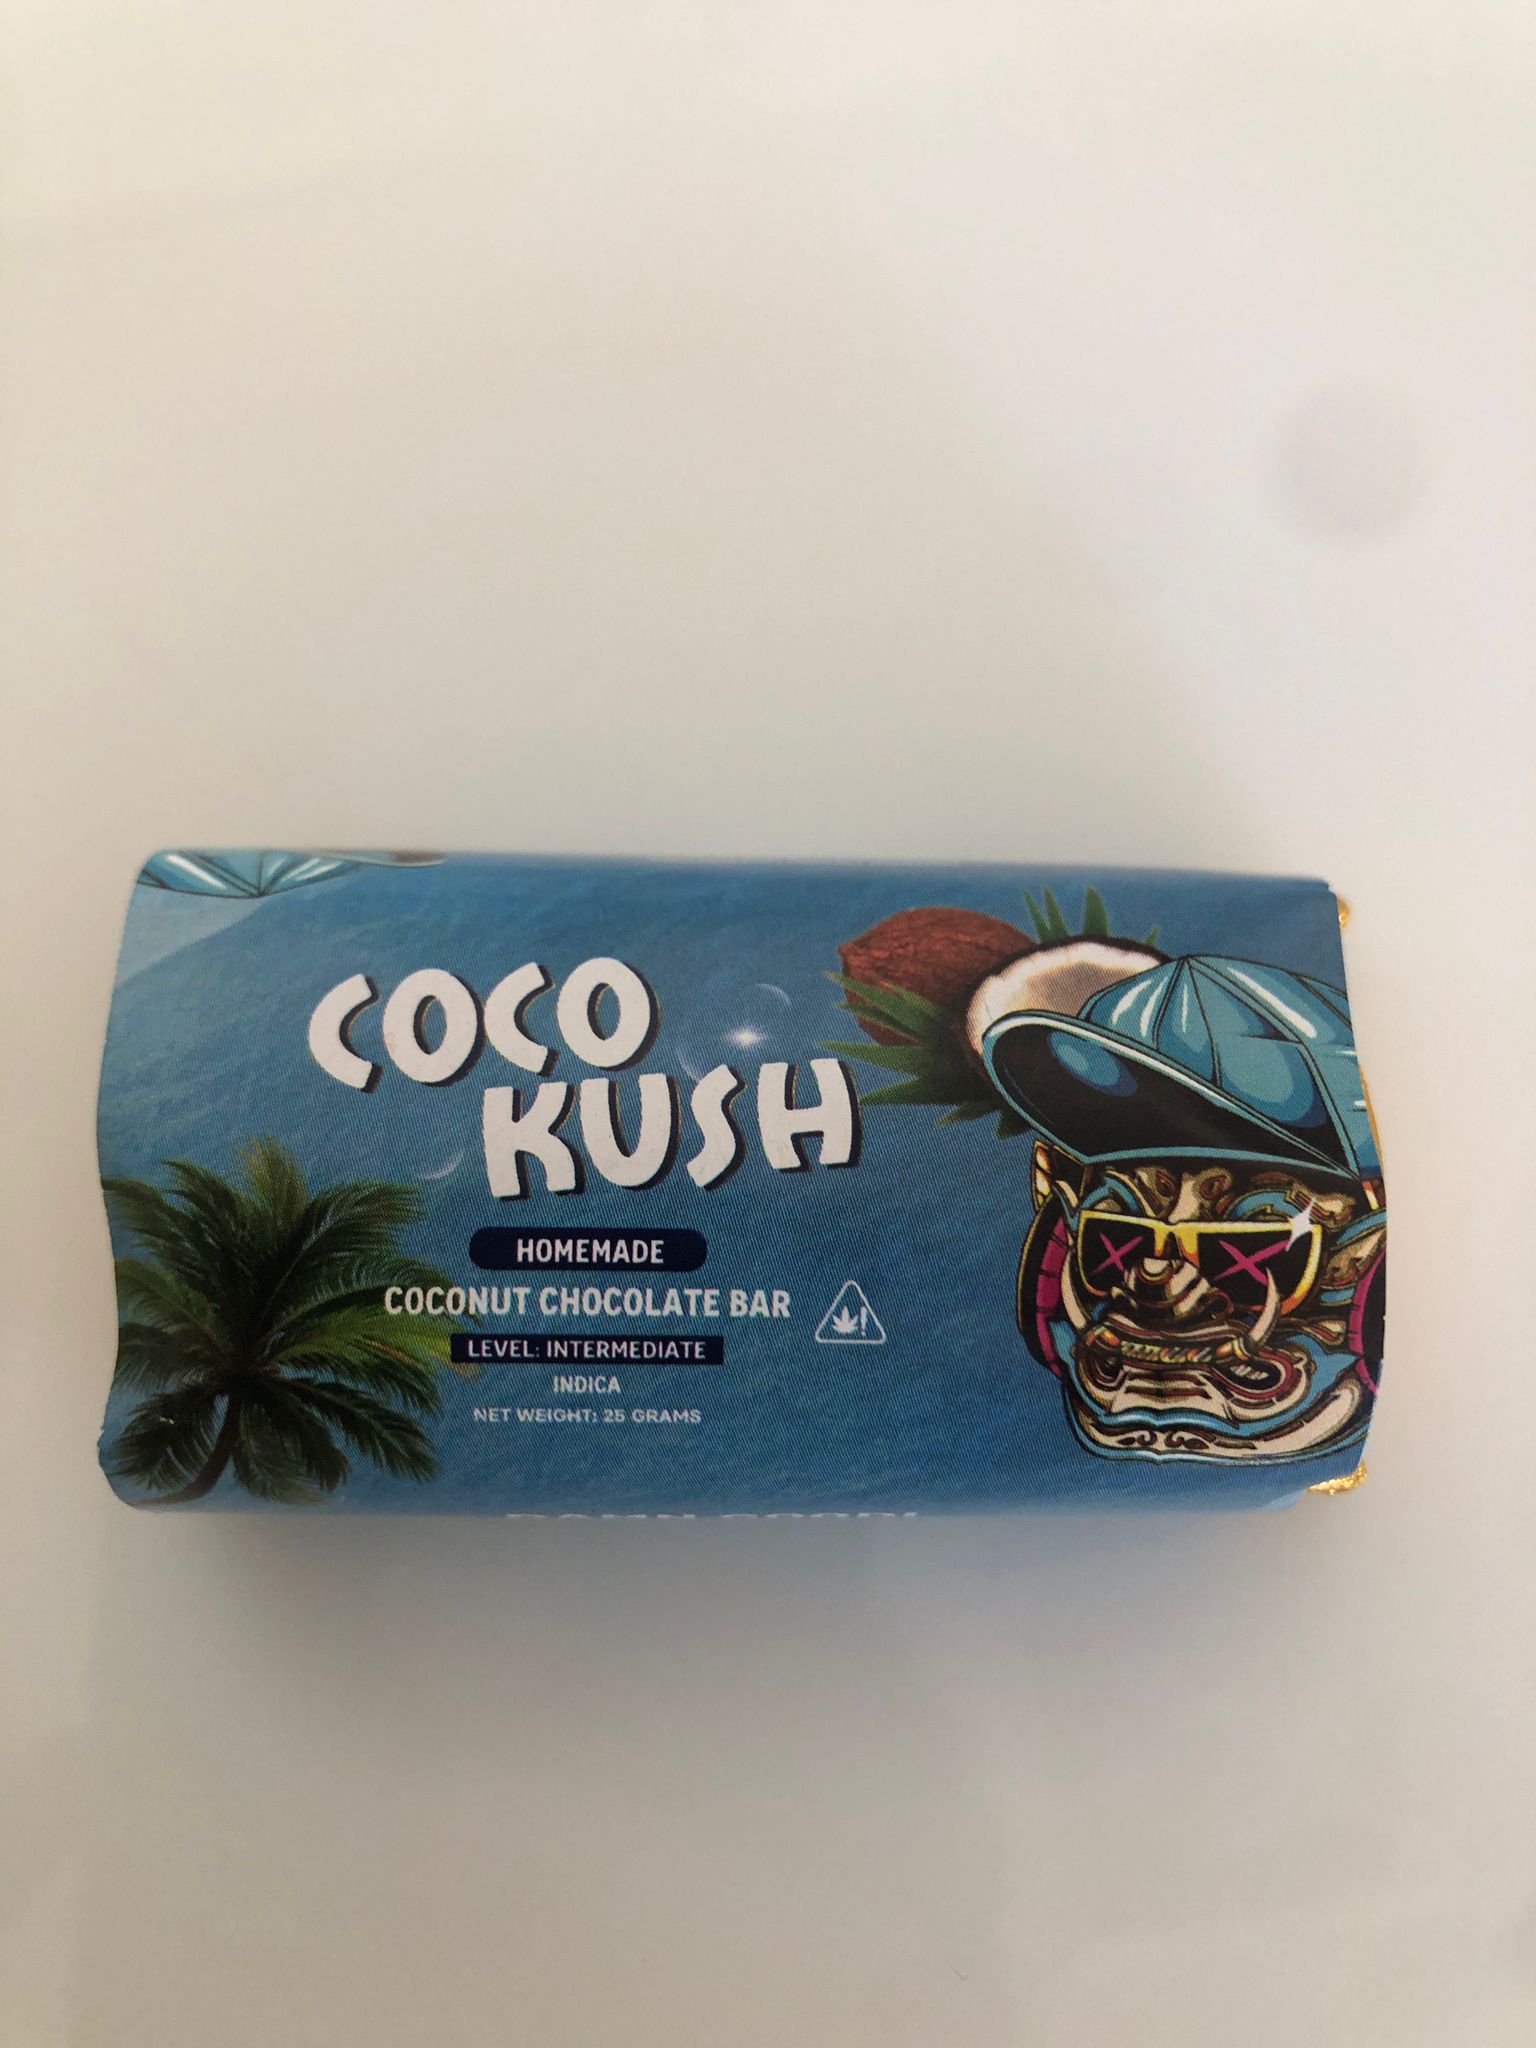 COCO
KUSH
HOMEMADE
COCONUT CHOCOLATE BAR
LEVEL: INTERMEDIATE
INDICA
NET WEIGHT: 25 GRAMS